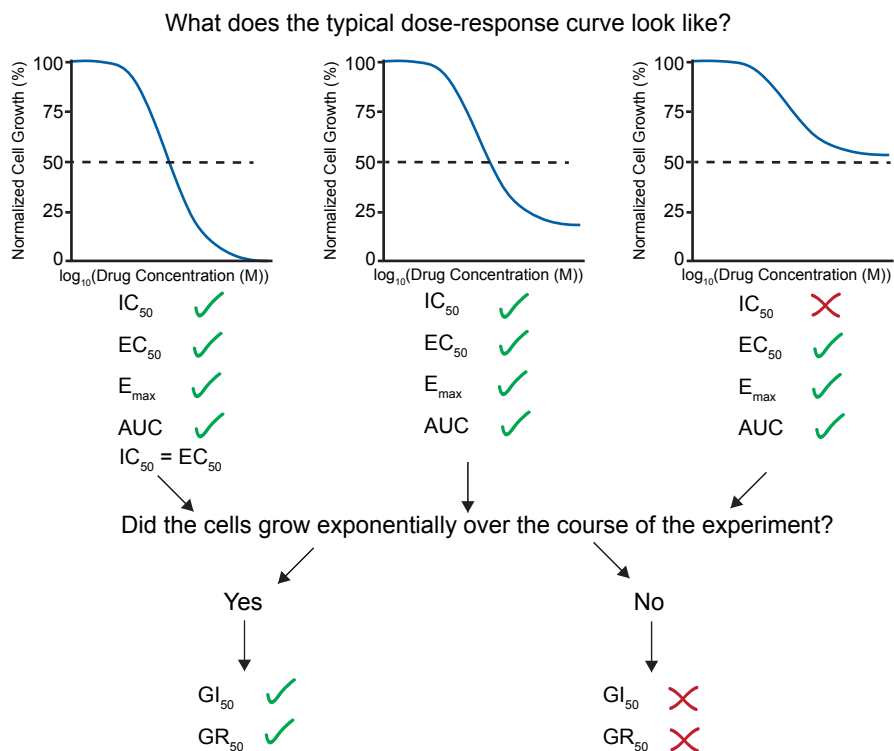 What does the typical dose-response curve look like?
Normalized Cell Growth (%)
100
75
50
25
0
log10(Drug Concentration (M))
Normalized Cell Growth (%)
100
75
50
25
0
log10(Drug Concentration (M))
Normalized Cell Growth (%)
100
75
50
25
0
log10(Drug Concentration (M))
IC50
EC50
Emax
AUC
IC50 = EC50
IC50
EC50
Emax
AUC
IC50
EC50
Emax
AUC
Did the cells grow exponentially over the course of the experiment?
Yes
No
GI50
GR50
GI50
GR50